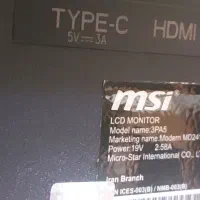 TYPE-C HDMI
5V⎓3A
msi
LCD MONITOR
Model name:3PA5
Marketing name:Modern MD241
Power:19V⎓2.58A
Micro-Star International CO., L
Iran Branch
N ICES-003(B) / NMB-003(B)